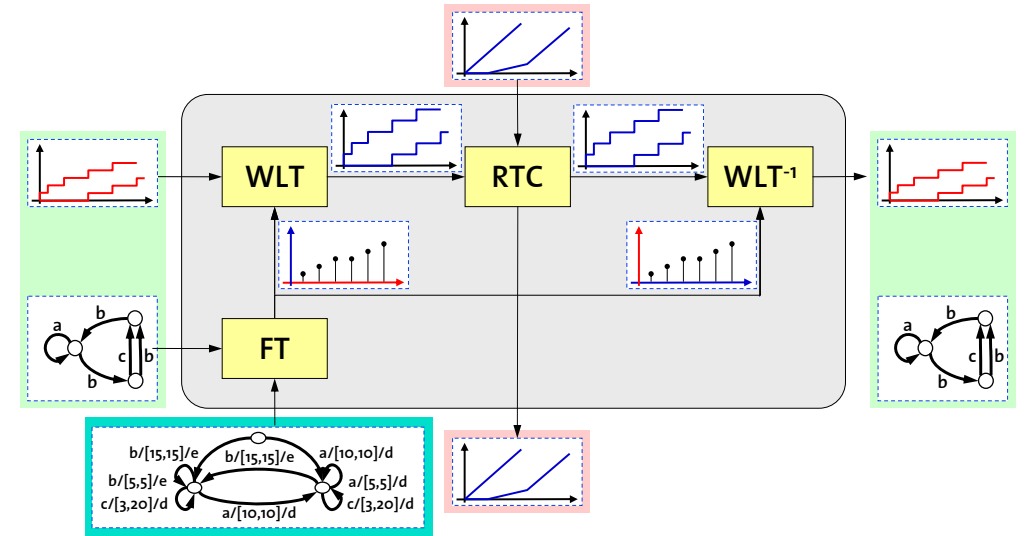 WLT
RTC
WLT⁻¹
FT
a
b
c
b
b
a
b
c
b
b
b/[15,15]/e
b/[15,15]/e
a/[10,10]/d
b/[5,5]/e
a/[5,5]/d
c/[3,20]/d
c/[3,20]/d
a/[10,10]/d